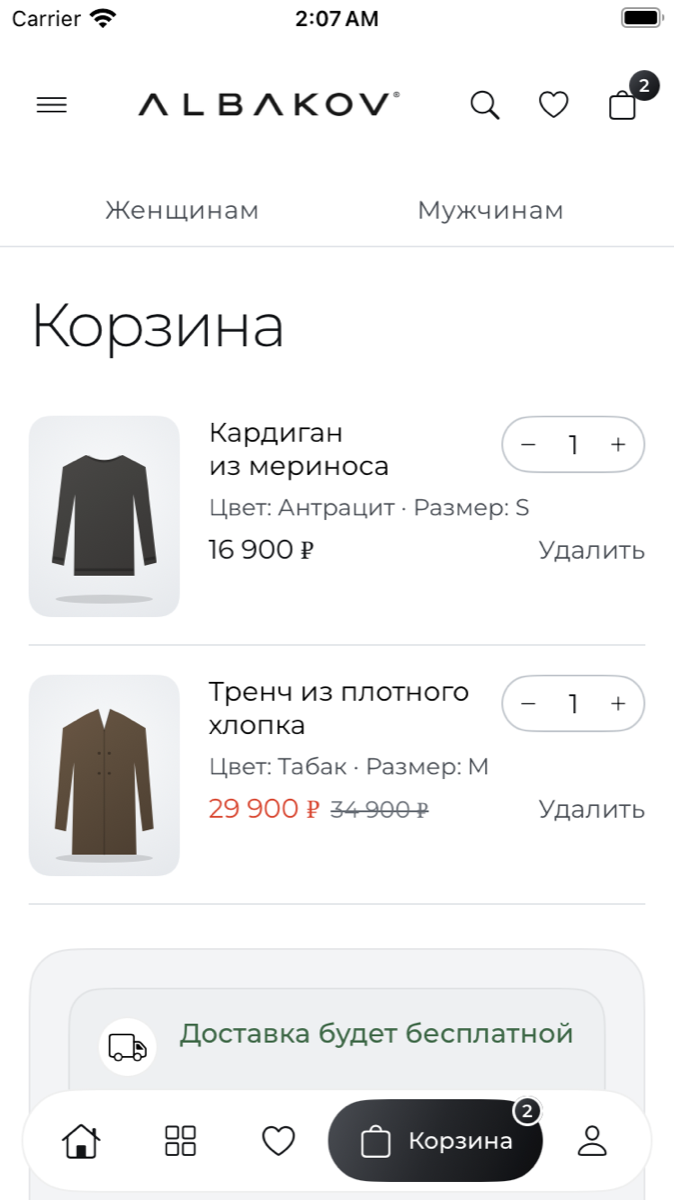 Carrier 2:07 AM
ALBAKOV®
2
Женщинам Мужчинам
Корзина
Кардиган
из мериноса
− 1 +
Цвет: Антрацит · Размер: S
16 900 ₽ Удалить
Тренч из плотного
хлопка
− 1 +
Цвет: Табак · Размер: M
29 900 ₽ 34 900 ₽ Удалить
Доставка будет бесплатной
Корзина 2